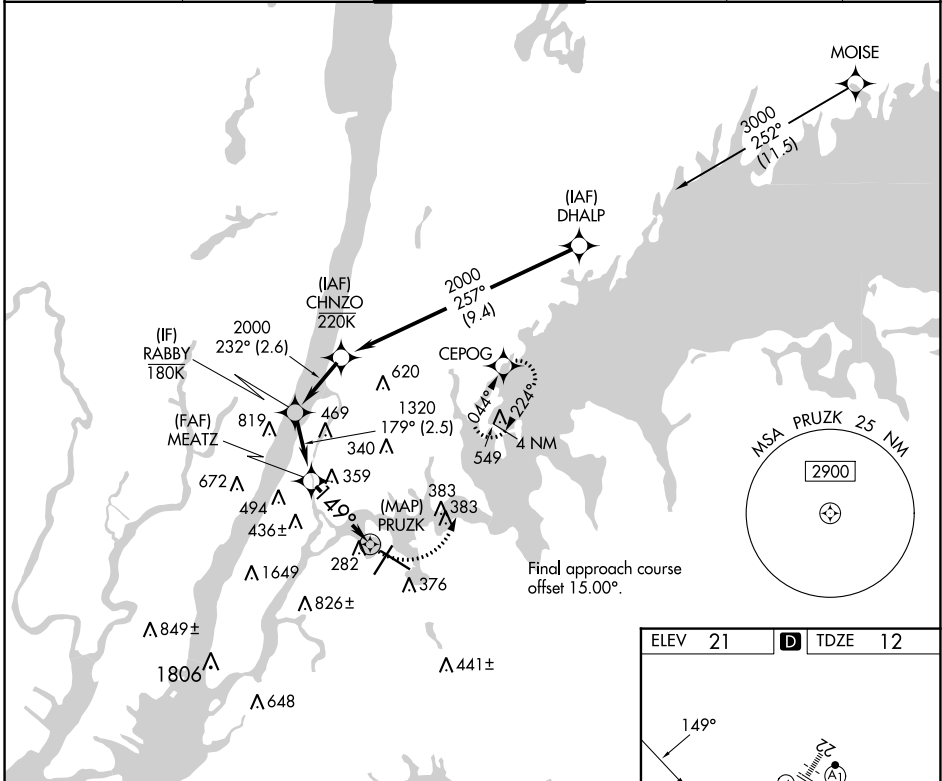 MOISE
3000
252°
(11.5)
(IAF)
DHALP
2000
257°
(9.4)
(IAF)
CHNZO
220K
2000
232° (2.6)
(IF)
RABBY
180K
CEPOG
620
044°
224°
4 NM
549
819
469
1320
179° (2.5)
340
(FAF)
MEATZ
359
672
494
436±
149°
(MAP)
PRUZK
383
383
282
376
1649
826±
849±
1806
648
441±
MSA PRUZK 25 NM
2900
Final approach course
offset 15.00°.
ELEV 21 D TDZE 12
149°
22
A1